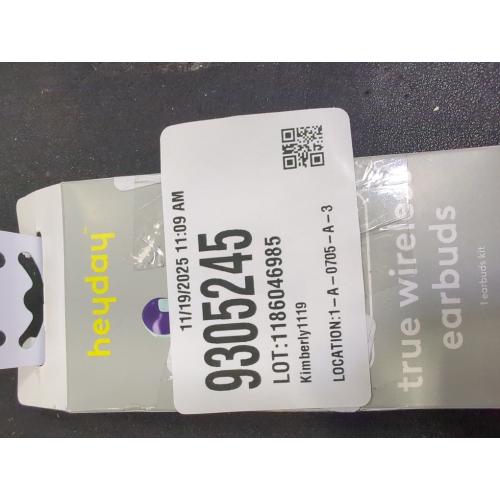 heyday™
11/19/2025 11:09 AM
9305245
LOT:1186046985
Kimberly1119
LOCATION:1-A-0705-A-3
true wirele
earbuds
1 earbuds kit